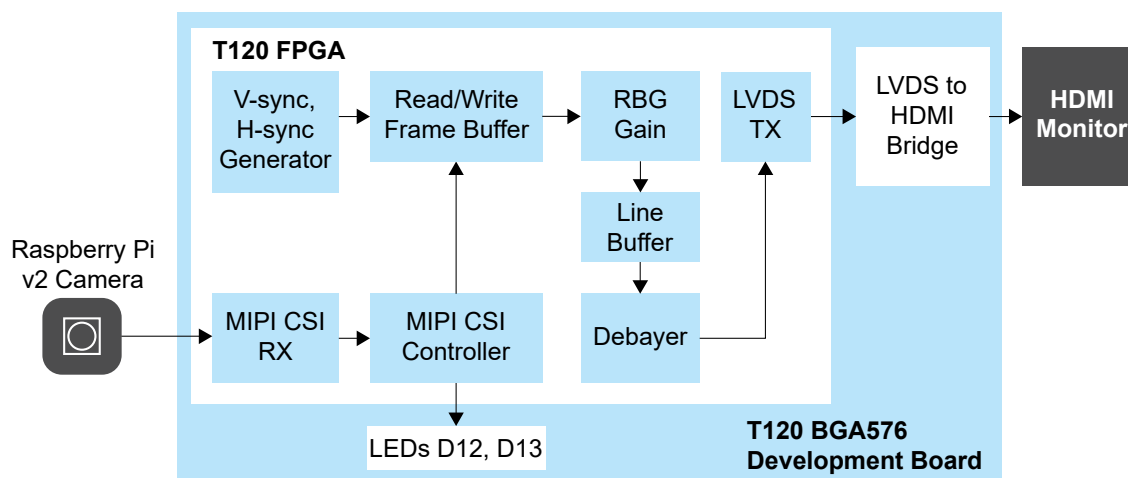 T120 FPGA
V-sync,
H-sync
Generator
Read/Write
Frame Buffer
RBG
Gain
LVDS
TX
LVDS to
HDMI
Bridge
HDMI
Monitor
Line
Buffer
Raspberry Pi
v2 Camera
MIPI CSI
RX
MIPI CSI
Controller
Debayer
LEDs D12, D13
T120 BGA576
Development Board